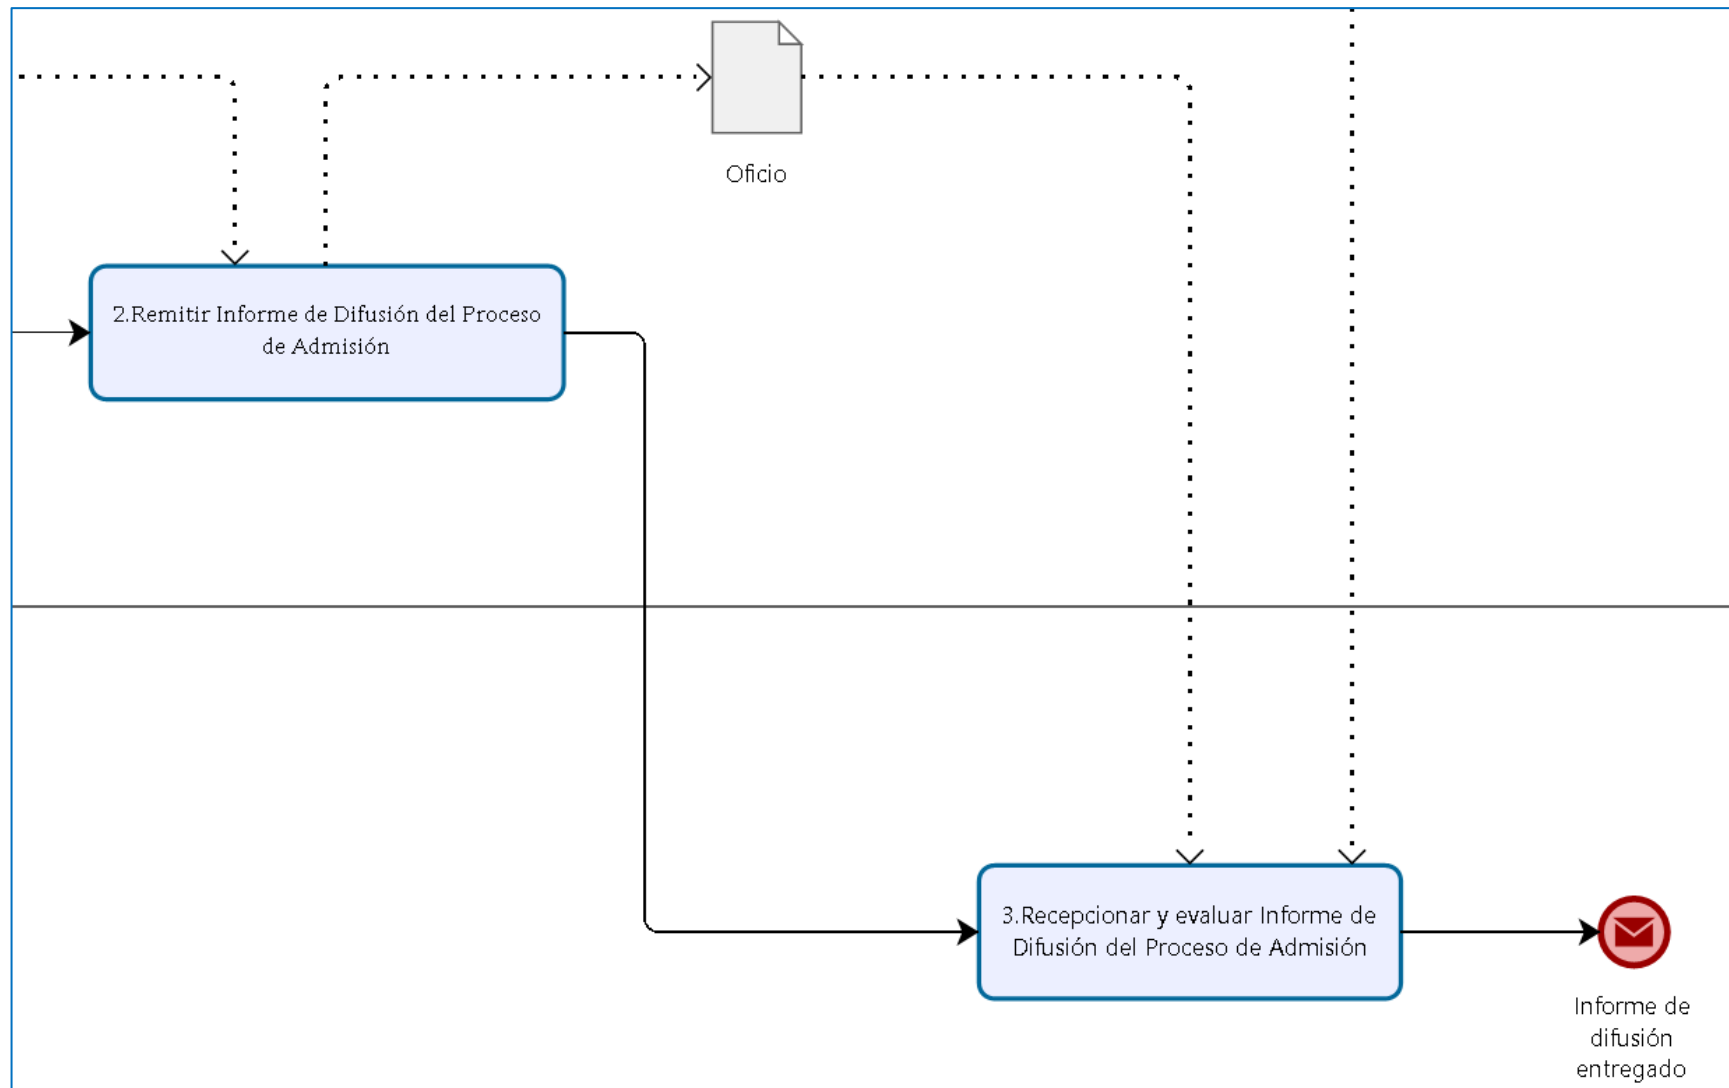 Oficio
2.Remitir Informe de Difusión del Proceso
de Admisión
3.Recepcionar y evaluar Informe de
Difusión del Proceso de Admisión
Informe de
difusión
entregado